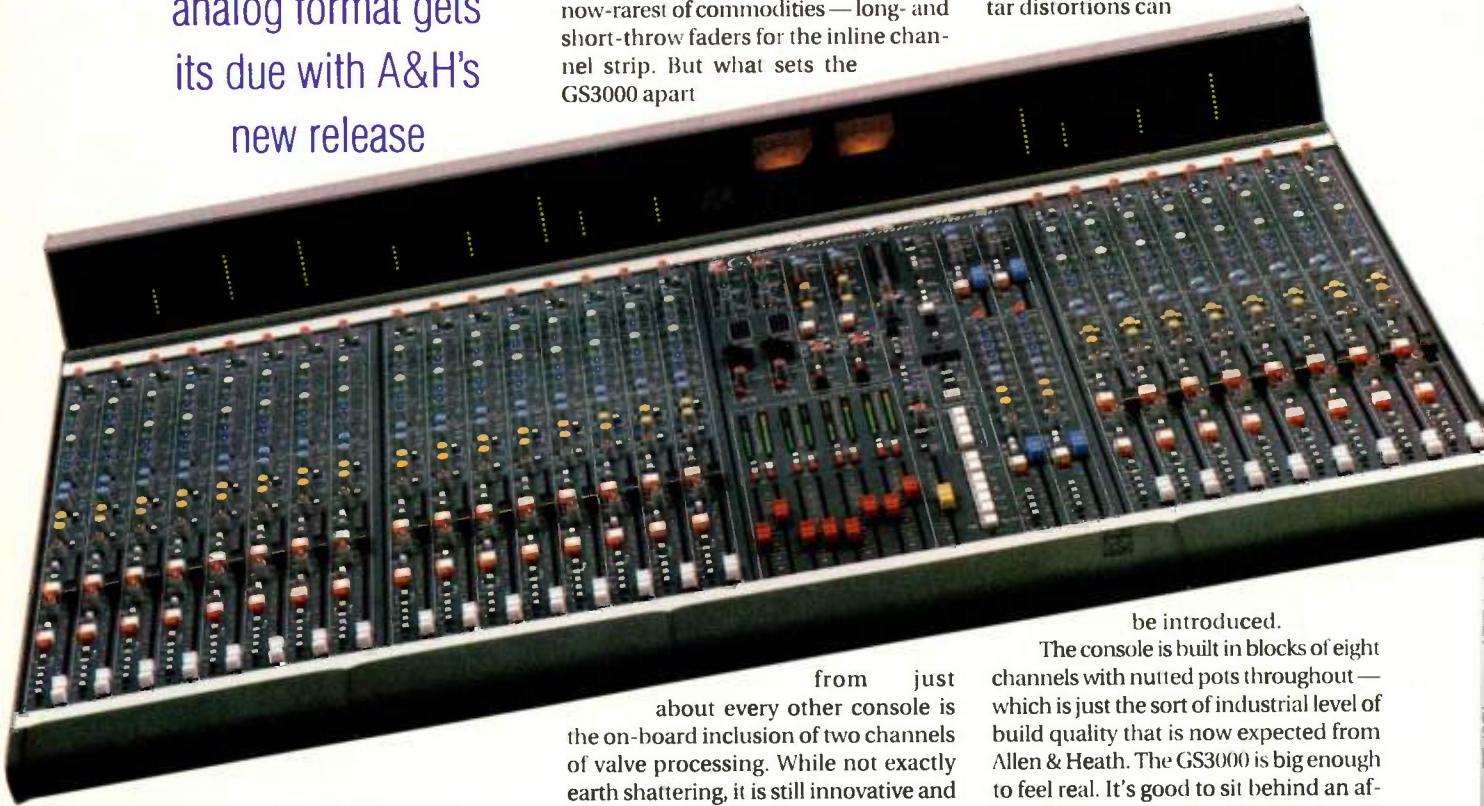 analog format gets
its due with A&H's
new release
now-rarest of commodities — long- and
short-throw faders for the inline chan-
nel strip. But what sets the
GS3000 apart
from just
about every other console is
the on-board inclusion of two channels
of valve processing. While not exactly
earth shattering, it is still innovative and
tar distortions can
be introduced.
The console is built in blocks of eight
channels with nutted pots throughout —
which is just the sort of industrial level of
build quality that is now expected from
Allen & Heath. The GS3000 is big enough
to feel real. It's good to sit behind an af-